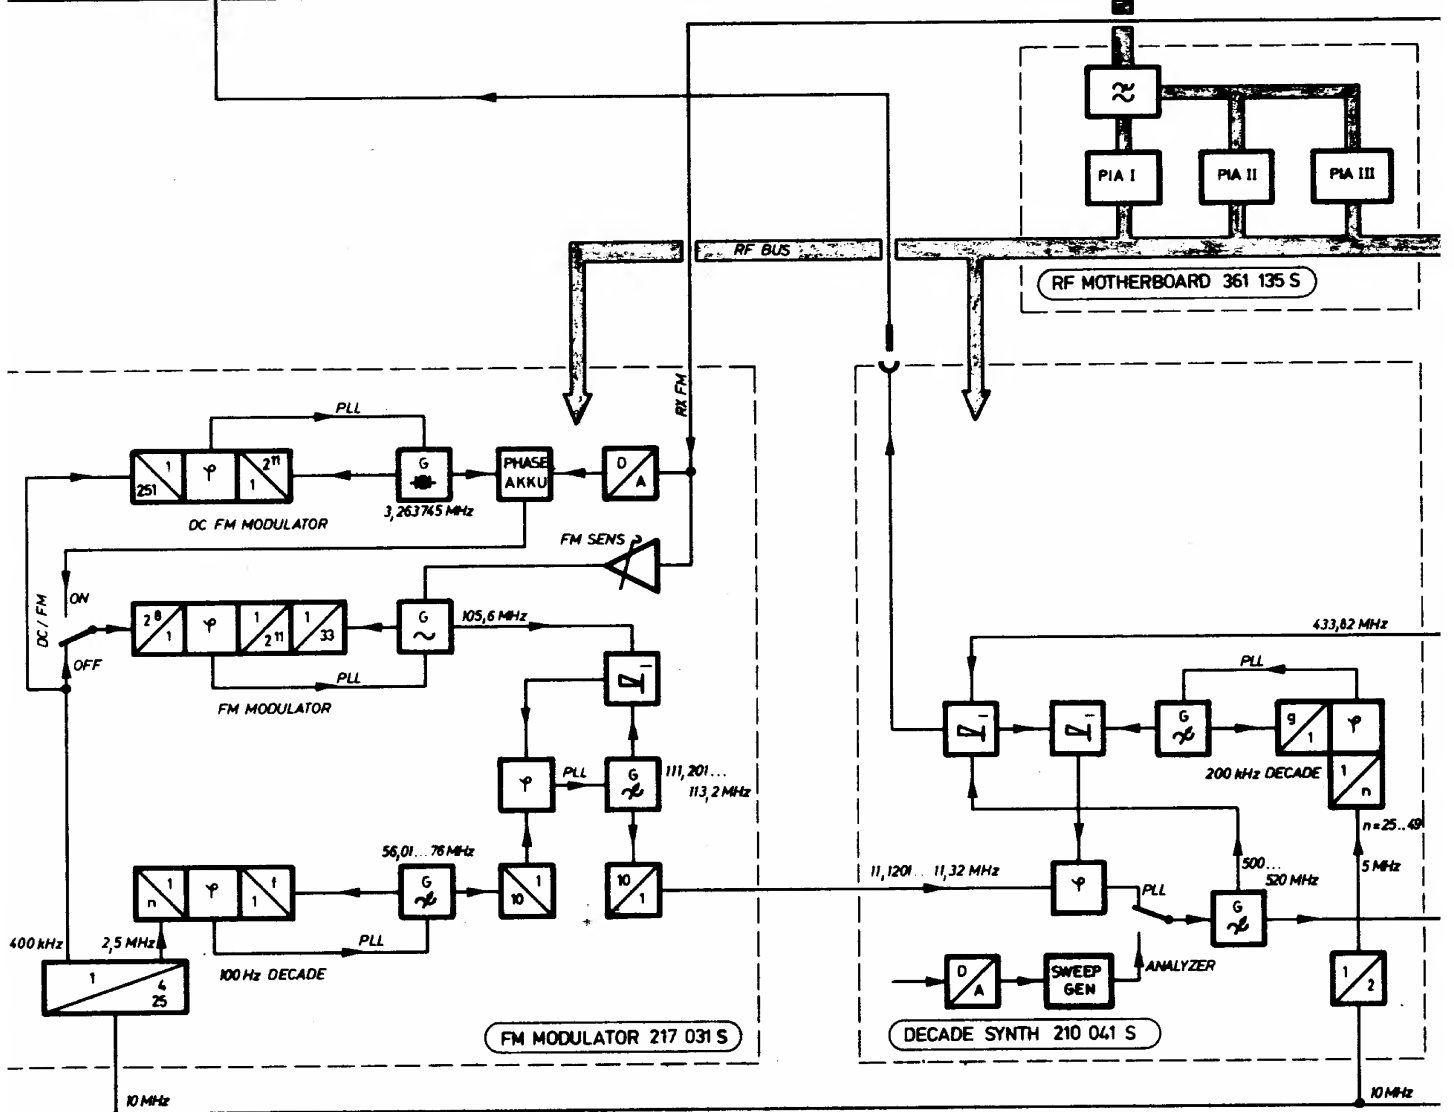 PIA I
PIA II
PIA III
RF BUS
RF MOTHERBOARD 361 135 S
RX FM
PLL
1
251
φ
2¹¹
1
G
PHASE
AKKU
D
A
3,263745 MHz
DC FM MODULATOR
FM SENS
DC / FM
ON
OFF
2⁸
1
φ
1
2¹¹
1
33
G
~
105,6 MHz
PLL
FM MODULATOR
φ
PLL
G
111,201...
113,2 MHz
56,01...76 MHz
n
1
φ
1
G
10
1
10
1
400 kHz
2,5 MHz
PLL
100 Hz DECADE
1
4
25
FM MODULATOR 217 031 S
10 MHz
433,82 MHz
PLL
G
g
1
φ
200 kHz DECADE
1
n
n=25..49
5 MHz
500...
520 MHz
11,1201...11,32 MHz
φ
PLL
G
ANALYZER
D
A
SWEEP
GEN
1
2
DECADE SYNTH 210 041 S
10 MHz